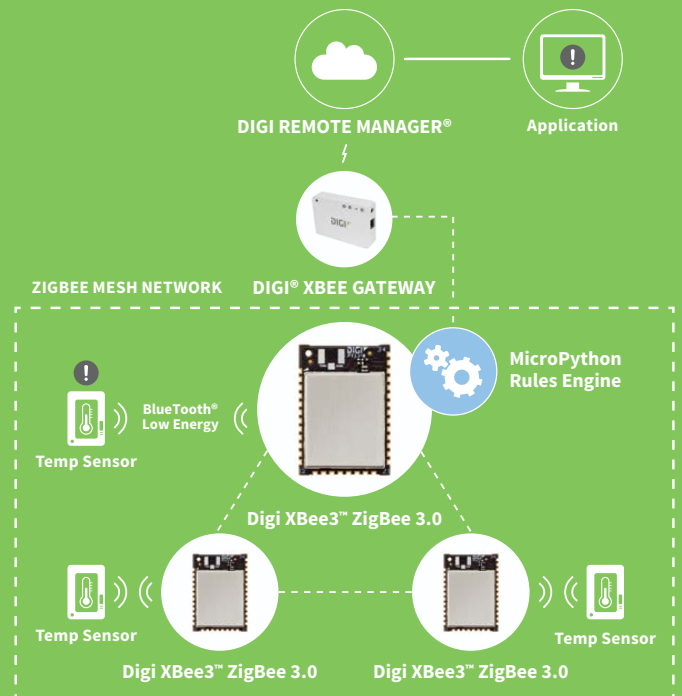 DIGI REMOTE MANAGER®
Application
DIGI
ZIGBEE MESH NETWORK
DIGI® XBEE GATEWAY
MicroPython
Rules Engine
DIGI
BlueTooth®
Low Energy
Temp Sensor
Digi XBee3™ ZigBee 3.0
Temp Sensor
Temp Sensor
Digi XBee3™ ZigBee 3.0
Digi XBee3™ ZigBee 3.0